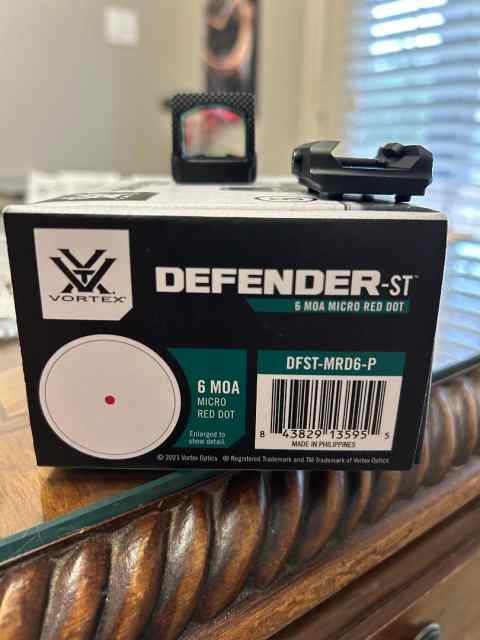 VORTEX
DEFENDER-ST™
6 MOA MICRO RED DOT
6 MOA
MICRO
RED DOT
Enlarged to
show detail.
DFST-MRD6-P
8 43829 13595 5
MADE IN PHILIPPINES
© 2023 Vortex Optics ® Registered Trademark and TM Trademark of Vortex Optics